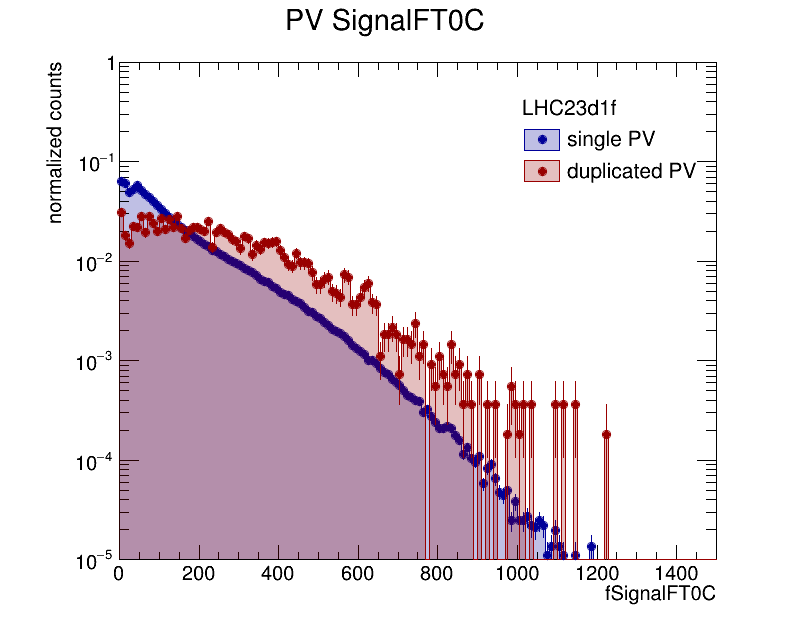 PV SignalFT0C
normalized counts
1
10⁻¹
10⁻²
10⁻³
10⁻⁴
10⁻⁵
LHC23d1f
single PV
duplicated PV
0 200 400 600 800 1000 1200 1400
fSignalFT0C